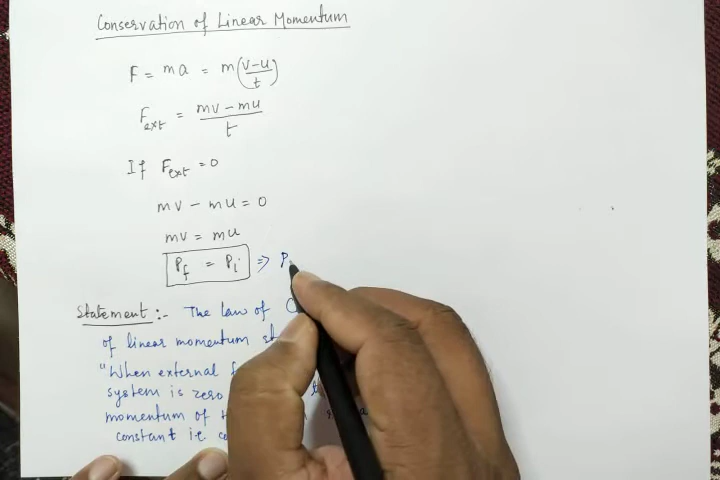 Conservation of Linear Momentum
F = ma = m(v-u/t)
Fext = mv - mu/t
If Fext = 0
mv - mu = 0
mv = mu
Pf = Pi ⇒ P
Statement :- The law of
of linear momentum
"When external
system is zero
momentum of
constant i.e.